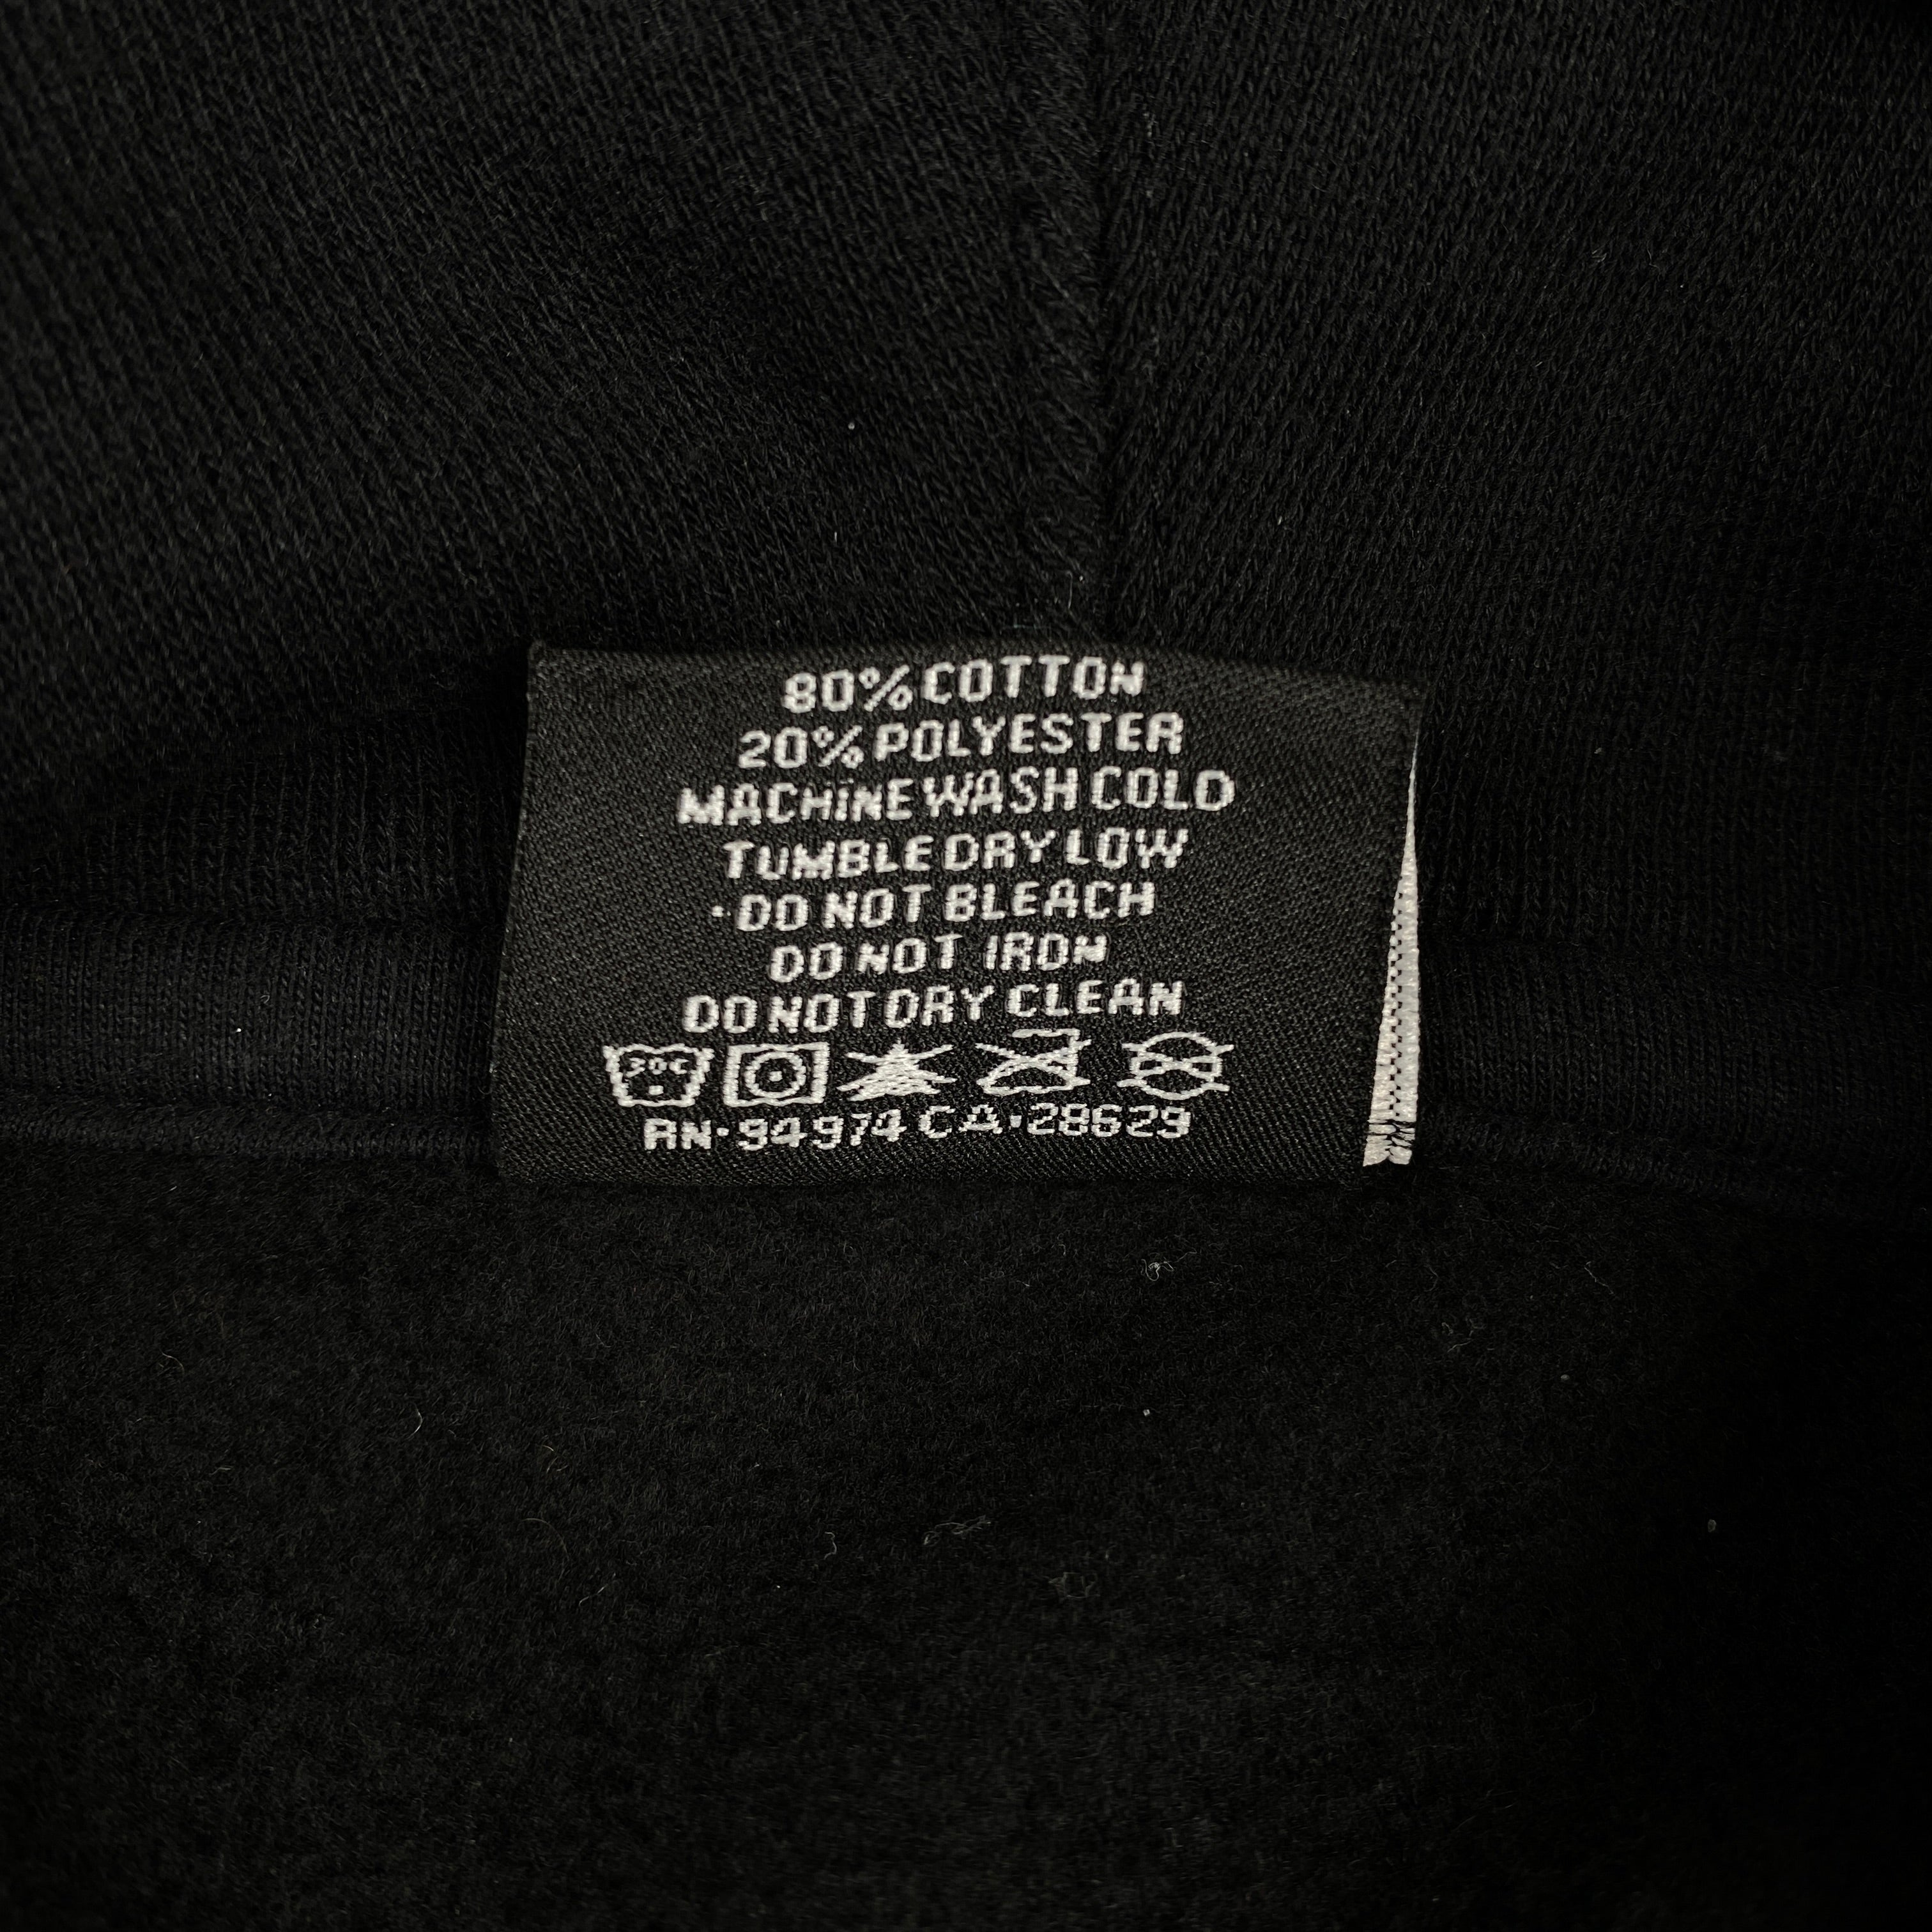 80% COTTON
20% POLYESTER
MACHINE WASH COLD
TUMBLE DRY LOW
·DO NOT BLEACH
DO NOT IRON
DO NOT DRY CLEAN
30C
RN·94974 CA·28629